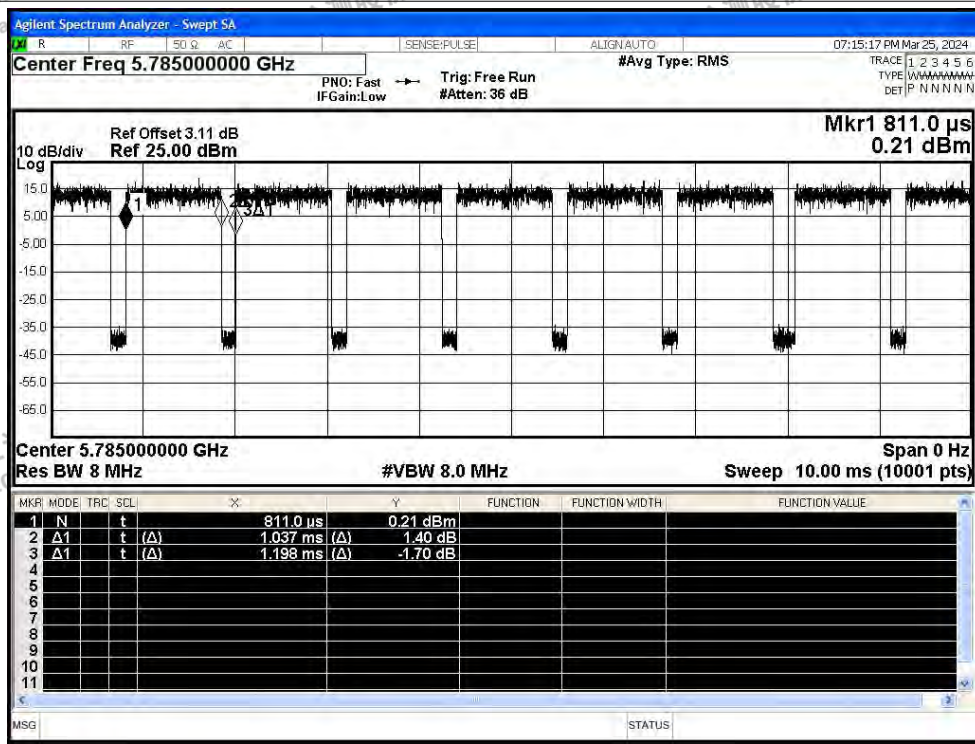 Agilent Spectrum Analyzer - Swept SA
R RF 50 Ω AC SENSE:PULSE ALIGN AUTO 07:15:17 PM Mar 25, 2024
Center Freq 5.785000000 GHz #Avg Type: RMS TRACE 1 2 3 4 5 6
PNO: Fast Trig: Free Run TYPE
IFGain:Low #Atten: 36 dB DET P N N N N N
Mkr1 811.0 µs
Ref Offset 3.11 dB
10 dB/div Ref 25.00 dBm 0.21 dBm
Log
15.0
1 3Δ1
5.00
-5.00
-15.0
-25.0
-35.0
-45.0
-55.0
-65.0
Center 5.785000000 GHz Span 0 Hz
Res BW 8 MHz #VBW 8.0 MHz Sweep 10.00 ms (10001 pts)
MKR MODE TRC SCL X Y FUNCTION FUNCTION WIDTH FUNCTION VALUE
1 N t 811.0 µs 0.21 dBm
2 Δ1 t (Δ) 1.037 ms (Δ) 1.40 dB
3 Δ1 t (Δ) 1.198 ms (Δ) -1.70 dB
4
5
6
7
8
9
10
11
MSG STATUS